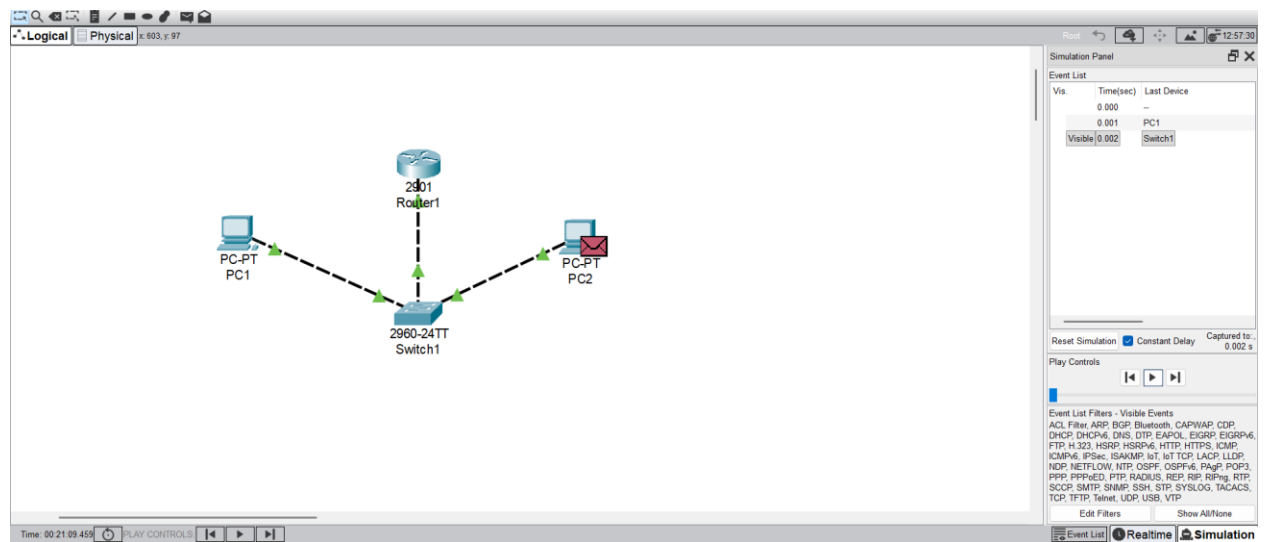 Logical Physical x: 603, y: 97 Root 12:57:30
2901
Router1
PC-PT
PC1
PC-PT
PC2
2960-24TT
Switch1
Simulation Panel
Event List
Vis. Time(sec) Last Device
0.000 --
0.001 PC1
Visible 0.002 Switch1
Reset Simulation Constant Delay Captured to:
0.002 s
Play Controls
Event List Filters - Visible Events
ACL Filter, ARP, BGP, Bluetooth, CAPWAP, CDP,
DHCP, DHCPv6, DNS, DTP, EAPOL, EIGRP, EIGRPv6,
FTP, H.323, HSRP, HSRPv6, HTTP, HTTPS, ICMP,
ICMPv6, IPSec, ISAKMP, IoT, IoT TCP, LACP, LLDP,
NDP, NETFLOW, NTP, OSPF, OSPFv6, PAgP, POP3,
PPP, PPPoED, PTP, RADIUS, REP, RIP, RIPng, RTP,
SCCP, SMTP, SNMP, SSH, STP, SYSLOG, TACACS,
TCP, TFTP, Telnet, UDP, USB, VTP
Edit Filters Show All/None
Time: 00:21:09.459 PLAY CONTROLS: Event List Realtime Simulation